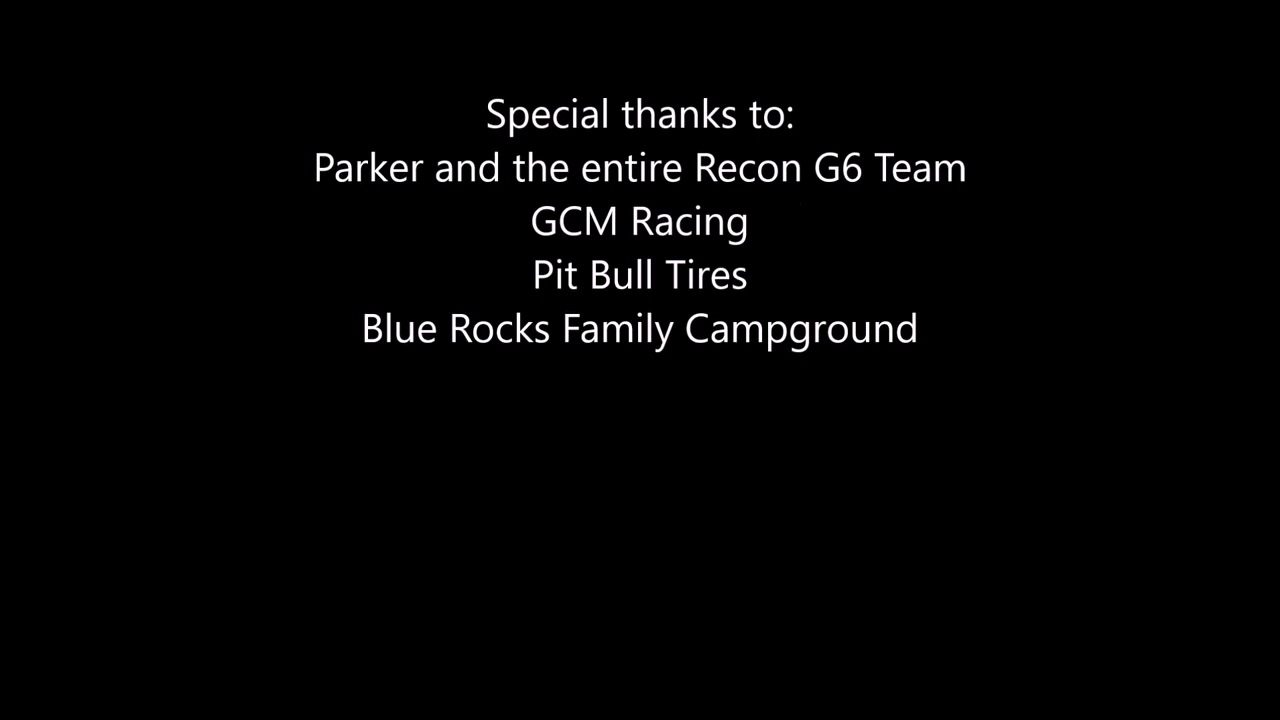 Special thanks to:
Parker and the entire Recon G6 Team
GCM Racing
Pit Bull Tires
Blue Rocks Family Campground